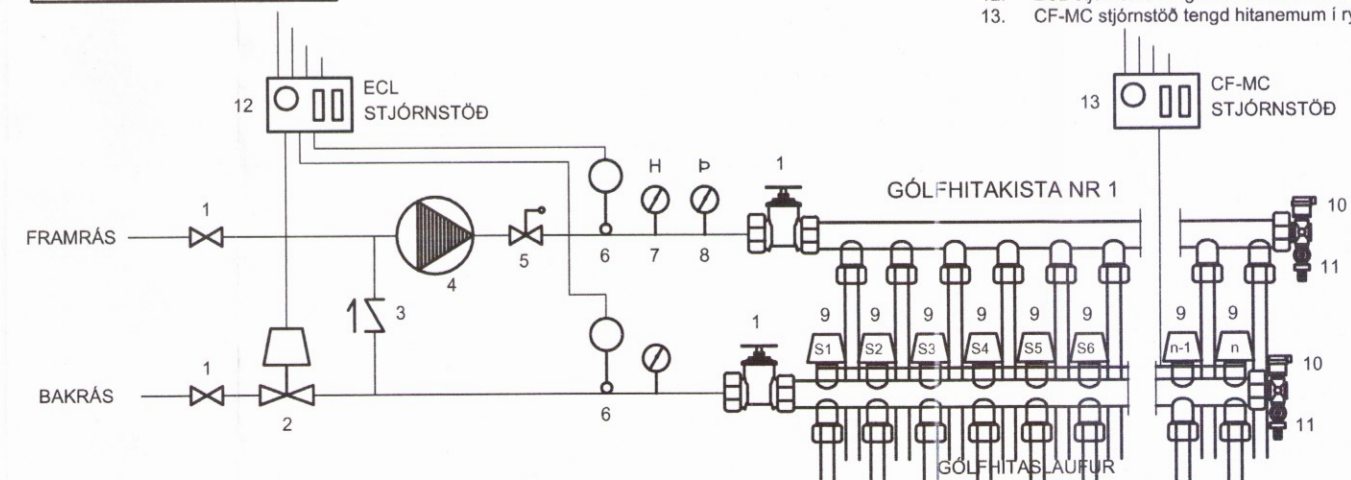 13. CF-MC stjórnstöð tengd hitanemum í
12
ECL
STJÓRNSTÖÐ
13
CF-MC
STJÓRNSTÖÐ
H
Þ
1
GÓLFHITAKISTA NR 1
10
FRAMRÁS
1
4
5
6
7
8
11
3
9
9
9
9
9
9
9
9
1
S1
S2
S3
S4
S5
S6
n-1
n
10
BAKRÁS
1
2
6
11
GÓLFHITASLAUFUR